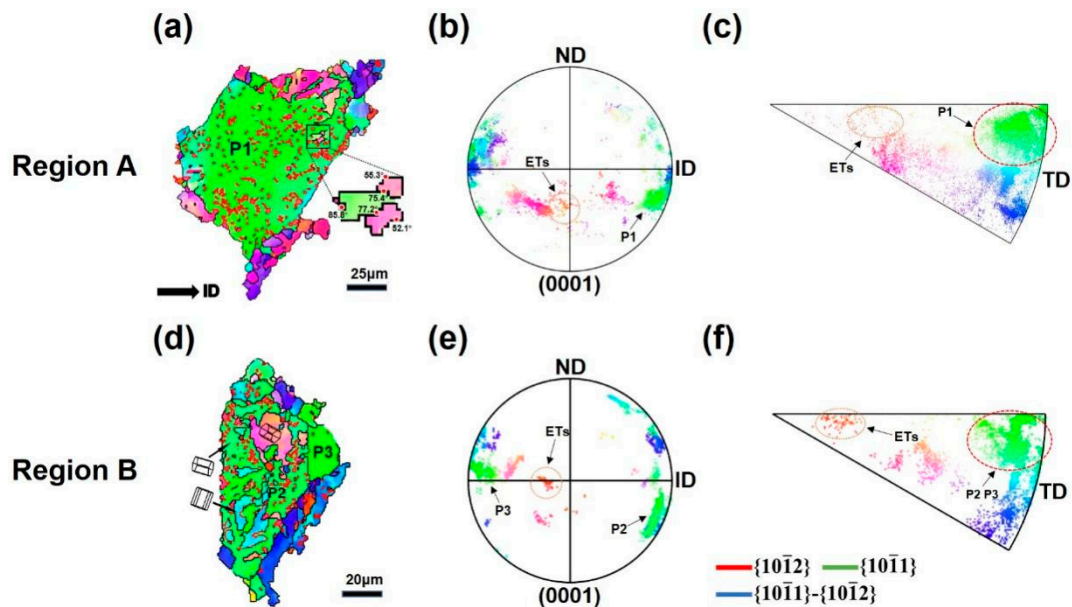 (a)
(b)
(c)
Region A
P1
55.3°
75.4°
85.8°
77.2°
52.1°
ID
25μm
ND
ETs
ID
P1
(0001)
P1
ETs
TD
(d)
(e)
(f)
Region B
P3
P2
20μm
ND
ETs
ID
P3
P2
(0001)
ETs
P2 P3
TD
{101̄2} {101̄1}
{101̄1}-{101̄2}